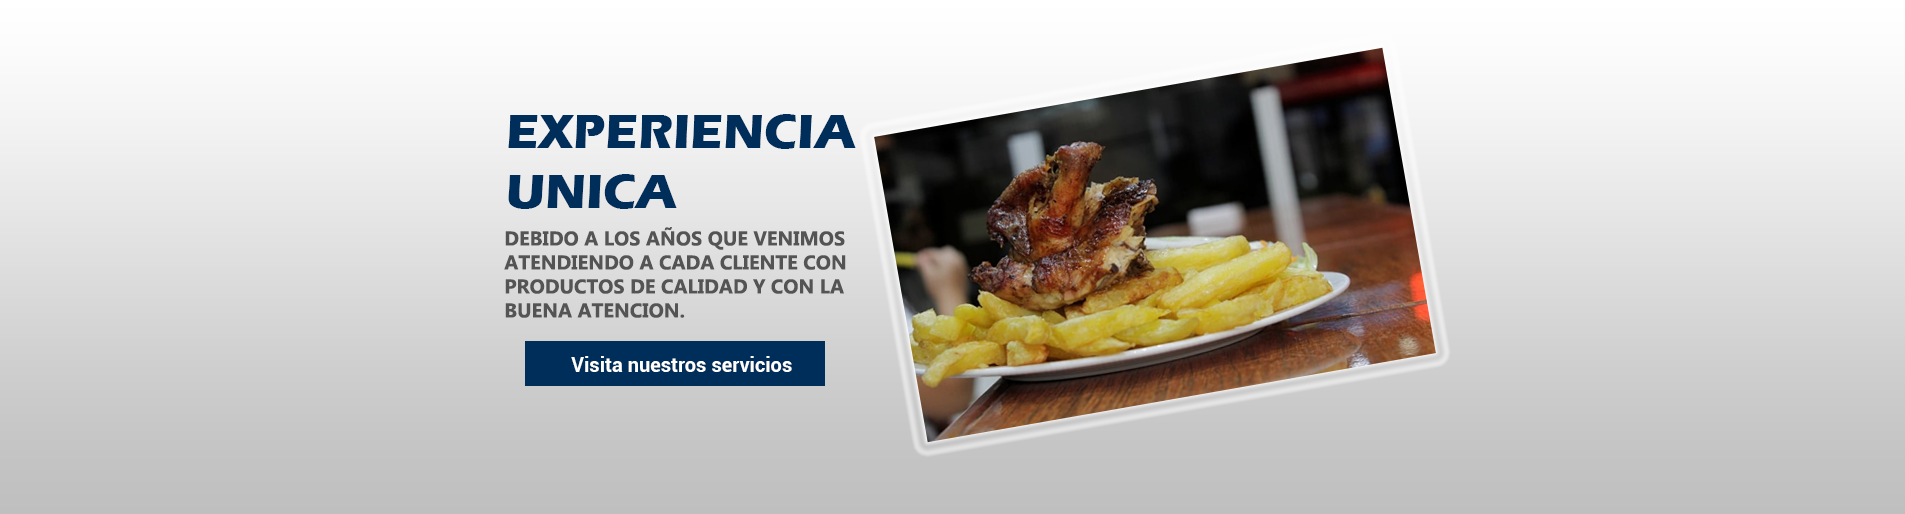 EXPERIENCIA
UNICA
DEBIDO A LOS AÑOS QUE VENIMOS
ATENDIENDO A CADA CLIENTE CON
PRODUCTOS DE CALIDAD Y CON LA
BUENA ATENCION.
Visita nuestros servicios